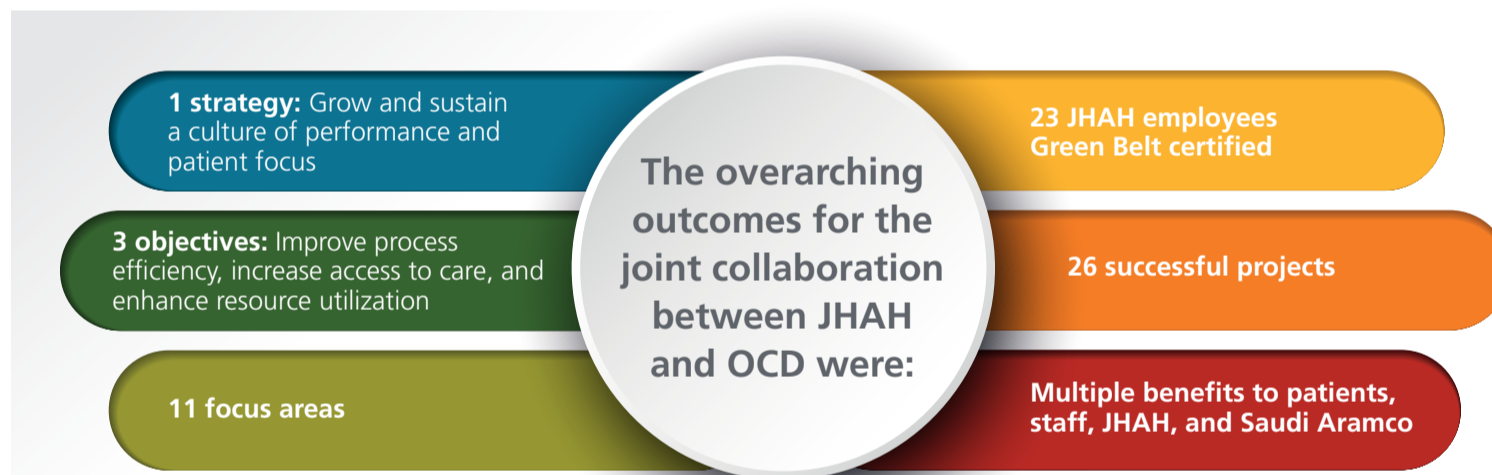 1 strategy: Grow and sustain
a culture of performance and
patient focus
3 objectives: Improve process
efficiency, increase access to care, and
enhance resource utilization
11 focus areas
The overarching
outcomes for the
joint collaboration
between JHAH
and OCD were:
23 JHAH employees
Green Belt certified
26 successful projects
Multiple benefits to patients,
staff, JHAH, and Saudi Aramco